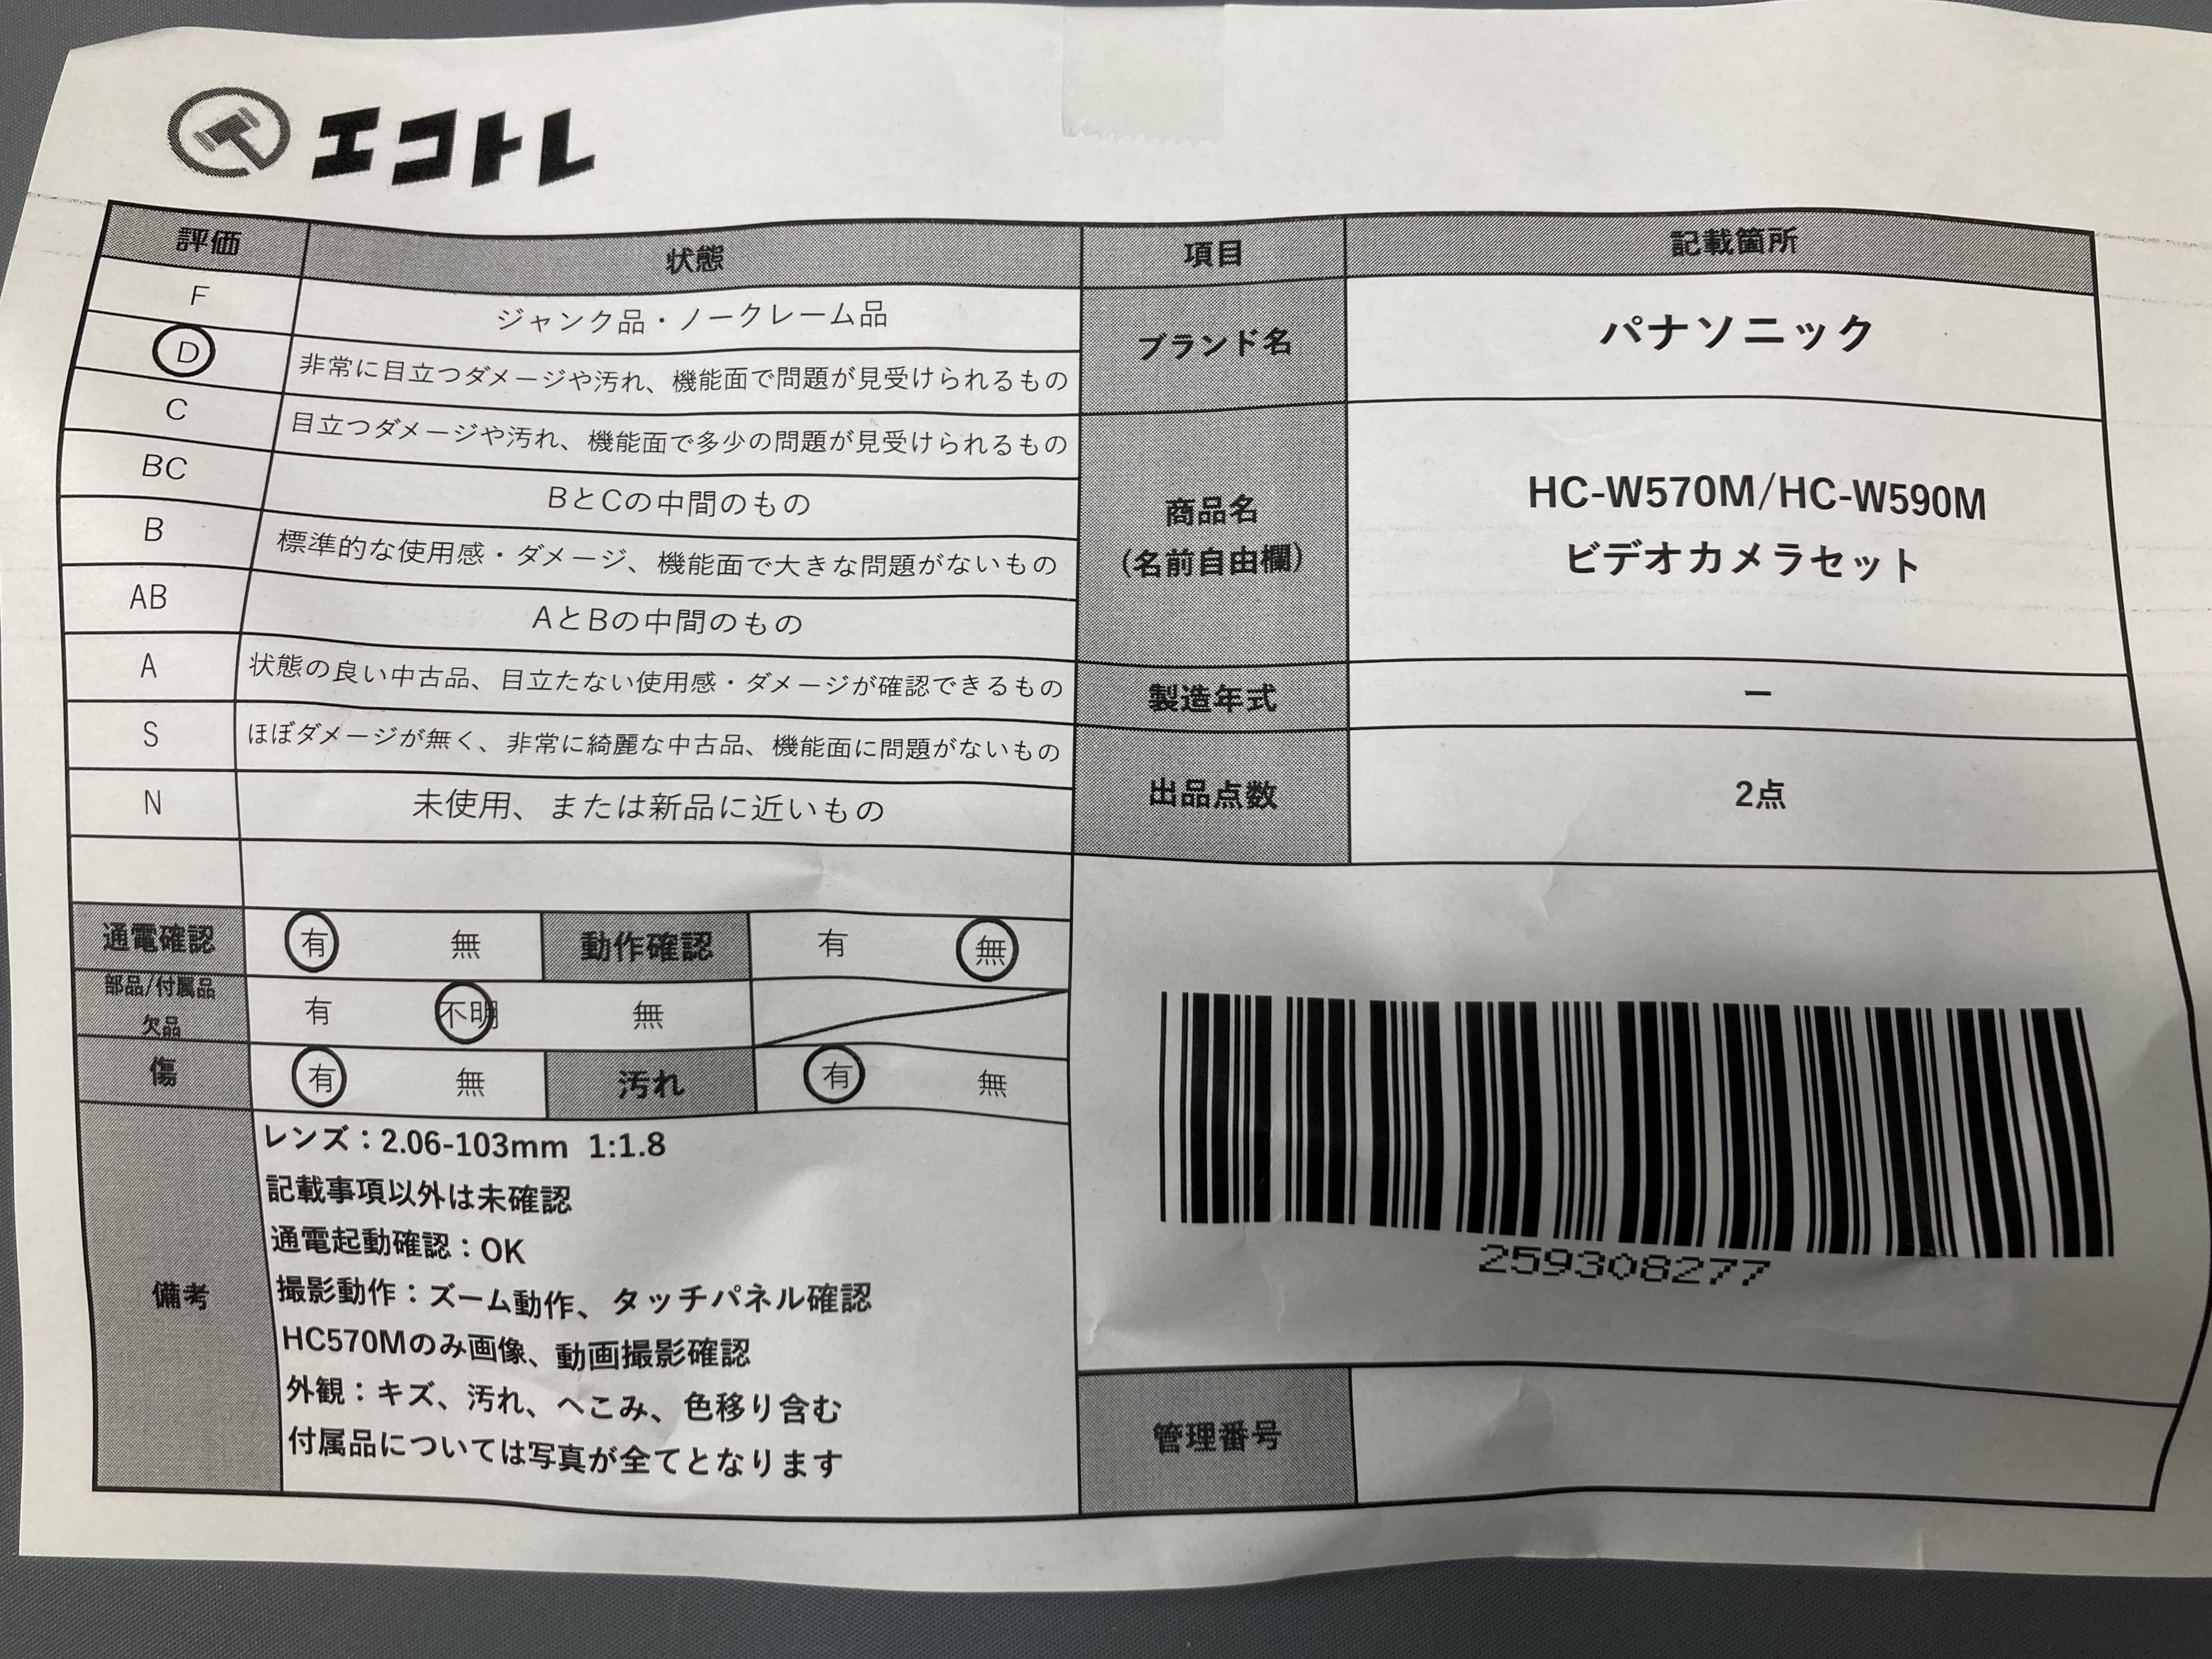 エコトレ
評価 状態 項目 記載箇所
F ジャンク品・ノークレーム品
D 非常に目立つダメージや汚れ、機能面で問題が見受けられるもの
C 目立つダメージや汚れ、機能面で多少の問題が見受けられるもの
BC BとCの中間のもの
B 標準的な使用感・ダメージ、機能面で大きな問題がないもの
AB AとBの中間のもの
A 状態の良い中古品、目立たない使用感・ダメージが確認できるもの
S ほぼダメージが無く、非常に綺麗な中古品、機能面に問題がないもの
N 未使用、または新品に近いもの
ブランド名 パナソニック
商品名
(名前自由欄)
HC-W570M/HC-W590M
ビデオカメラセット
製造年式 ー
出品点数 2点
通電確認 有 無 動作確認 有 無
部品/付属品
欠品
有 不明 無
傷 有 無 汚れ 有 無
備考
レンズ：2.06-103mm 1:1.8
記載事項以外は未確認
通電起動確認：OK
撮影動作：ズーム動作、タッチパネル確認
HC570Mのみ画像、動画撮影確認
外観：キズ、汚れ、へこみ、色移り含む
付属品については写真が全てとなります
259308277
管理番号